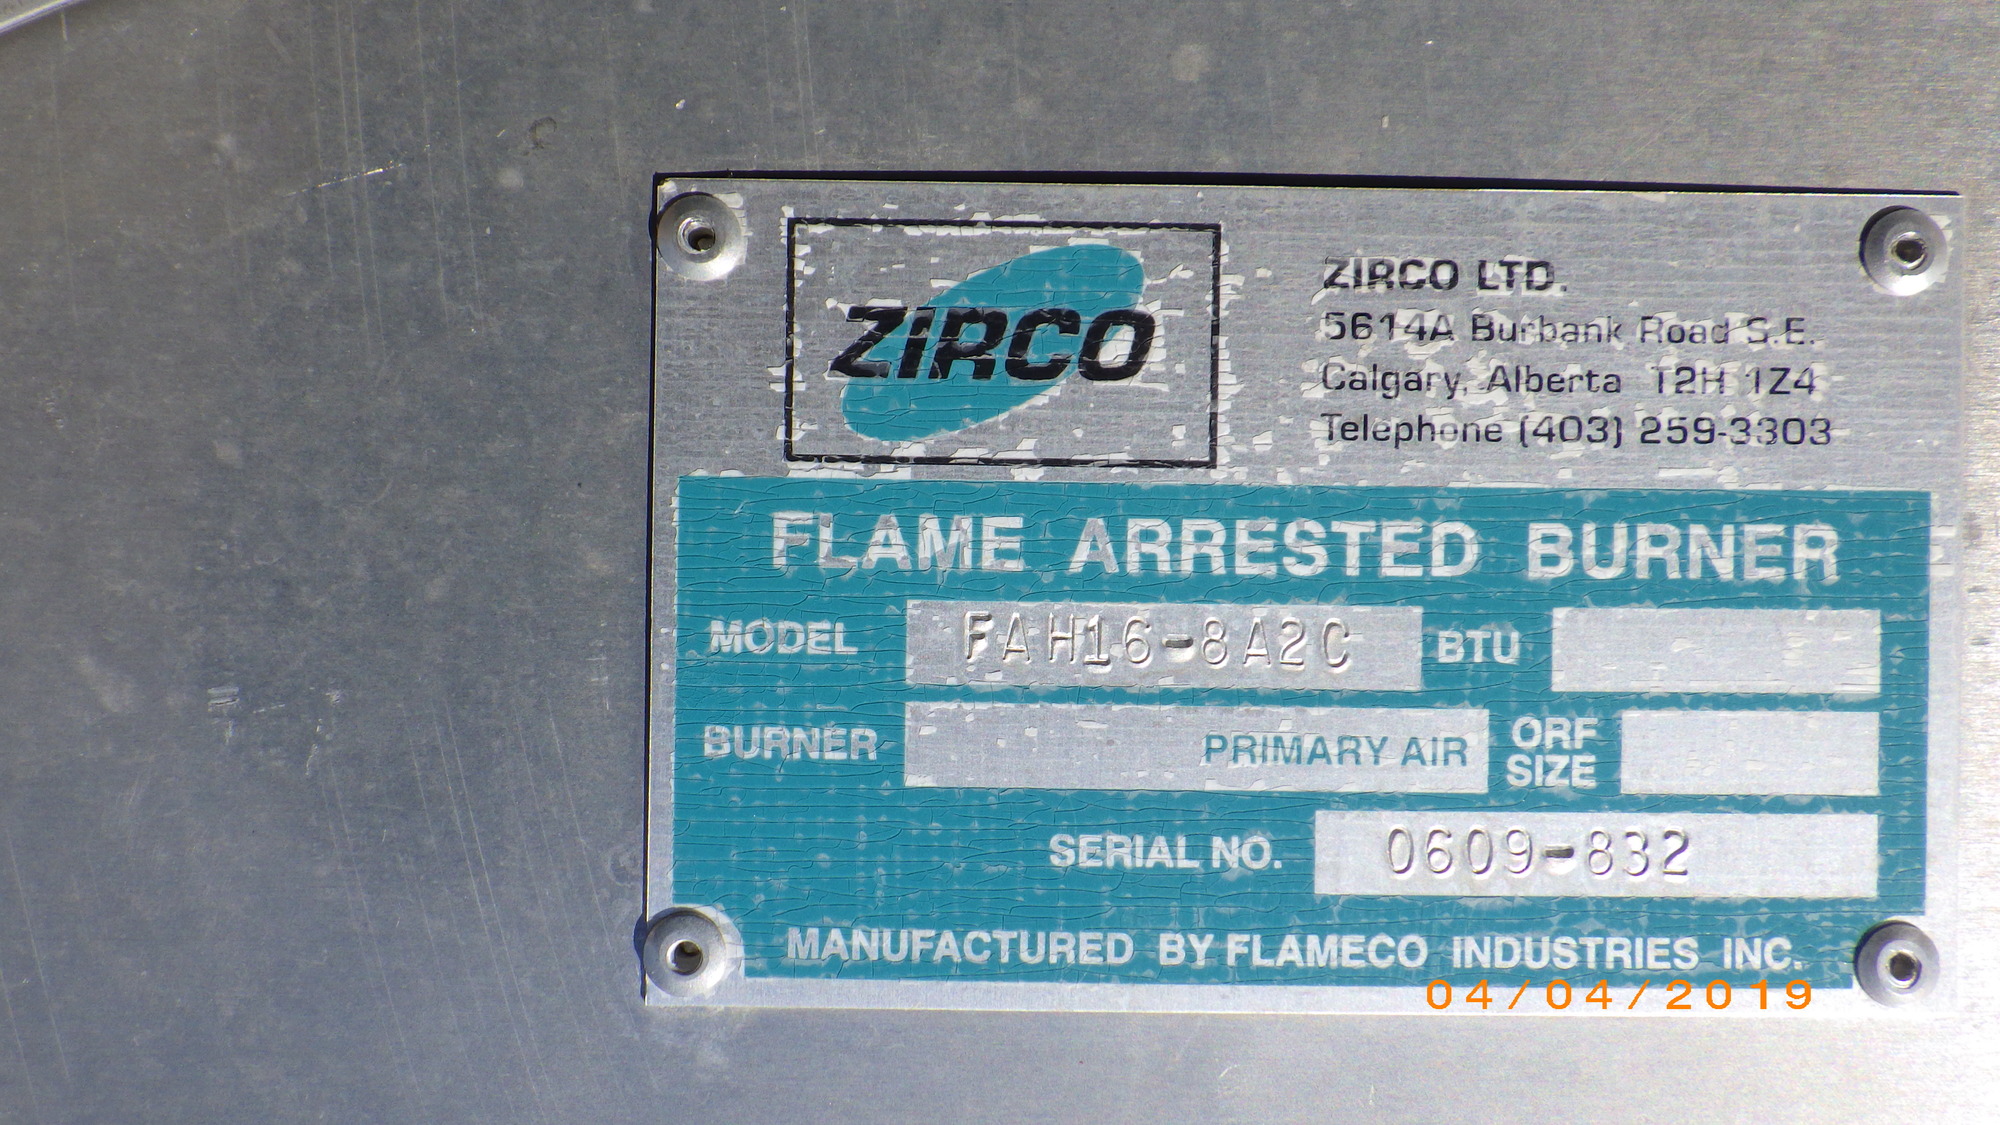 ZIRCO
ZIRCO LTD.
5614A Burbank Road S.E.
Calgary, Alberta T2H 1Z4
Telephone (403) 259-3303
FLAME ARRESTED BURNER
MODEL FAH16-8A2C BTU
BURNER PRIMARY AIR ORF SIZE
SERIAL NO. 0609-832
MANUFACTURED BY FLAMECO INDUSTRIES INC.
04/04/2019